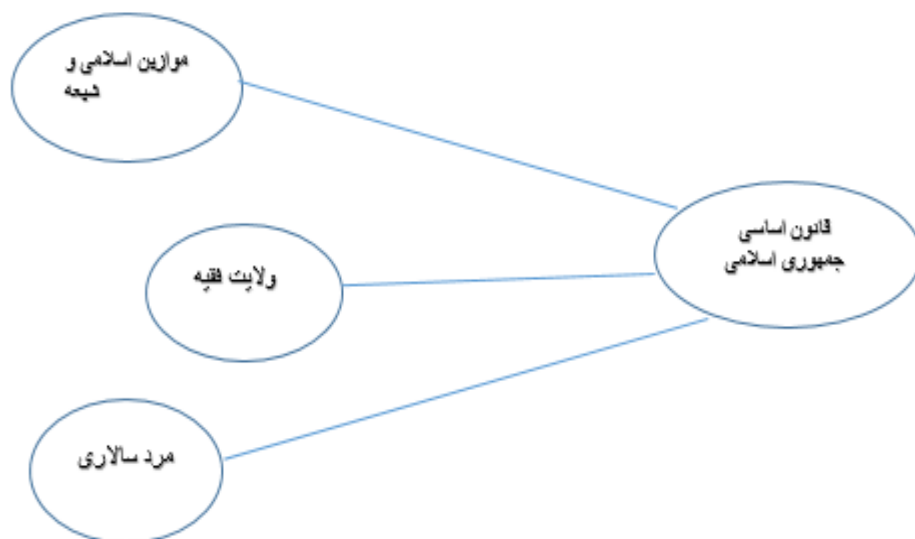 موازین اسلامی و
شیعه
قانون اساسی
جمهوری اسلامی
ولایت فقیه
مرد سالاری